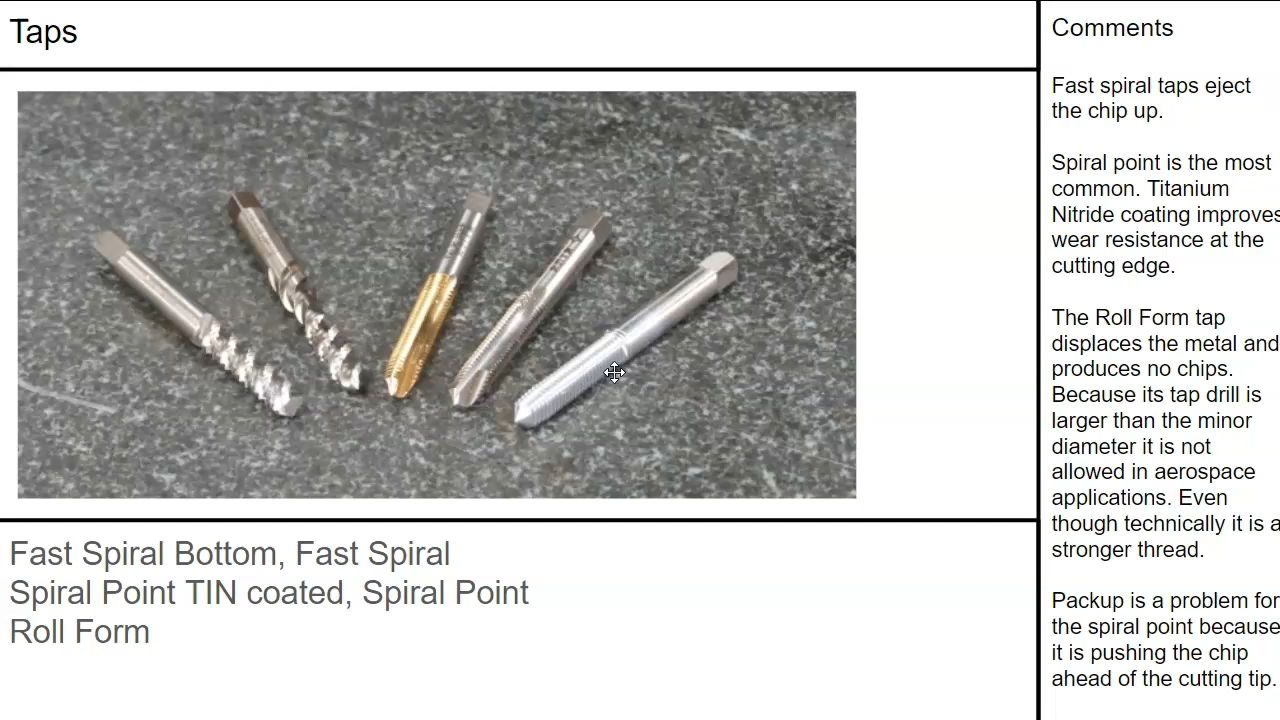 Taps
Comments
Fast spiral taps eject
the chip up.
Spiral point is the most
common. Titanium
Nitride coating improves
wear resistance at the
cutting edge.
The Roll Form tap
displaces the metal and
produces no chips.
Because its tap drill is
larger than the minor
diameter it is not
allowed in aerospace
applications. Even
though technically it is a
stronger thread.
Packup is a problem for
the spiral point because
it is pushing the chip
ahead of the cutting tip.
Fast Spiral Bottom, Fast Spiral
Spiral Point TIN coated, Spiral Point
Roll Form